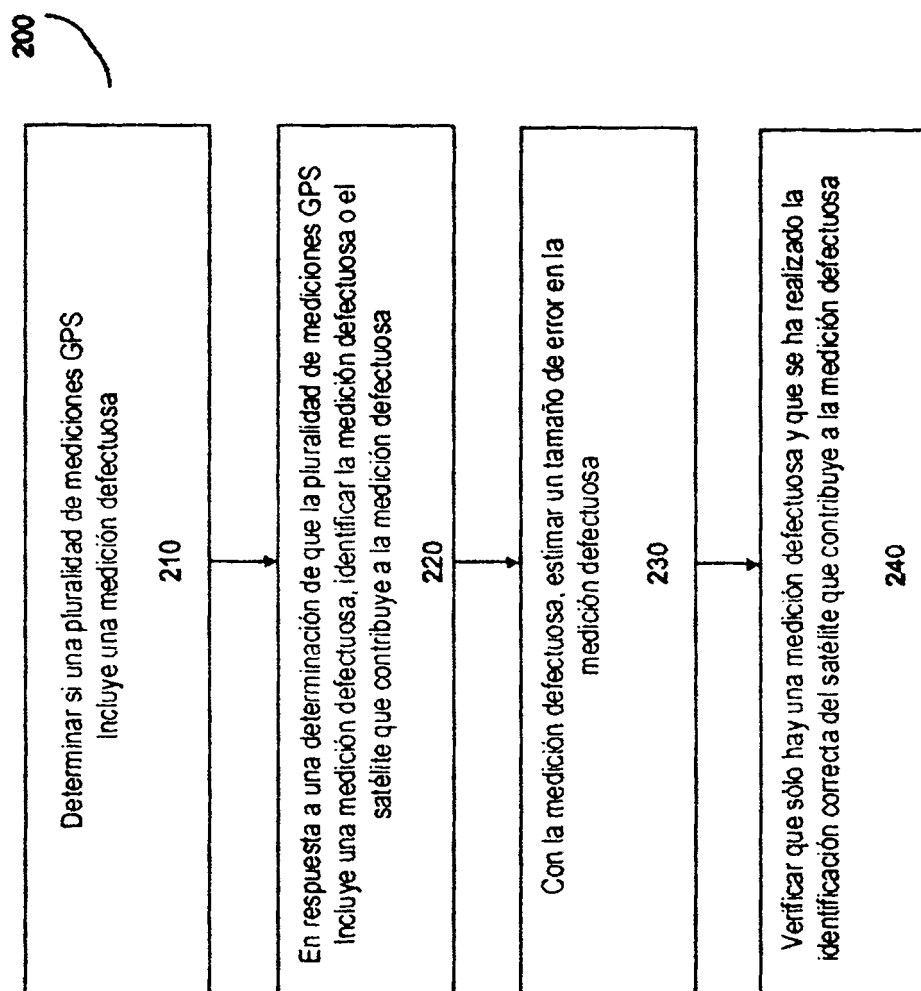 200
Determinar si una pluralidad de mediciones GPS
Incluye una medición defectuosa
210
En respuesta a una determinación de que la pluralidad de mediciones GPS
Incluye una medición defectuosa, identificar la medición defectuosa o el
satélite que contribuye a la medición defectuosa
220
Con la medición defectuosa, estimar un tamaño de error en la
medición defectuosa
230
Verificar que sólo hay una medición defectuosa y que se ha realizado la
identificación correcta del satélite que contribuye a la medición defectuosa
240